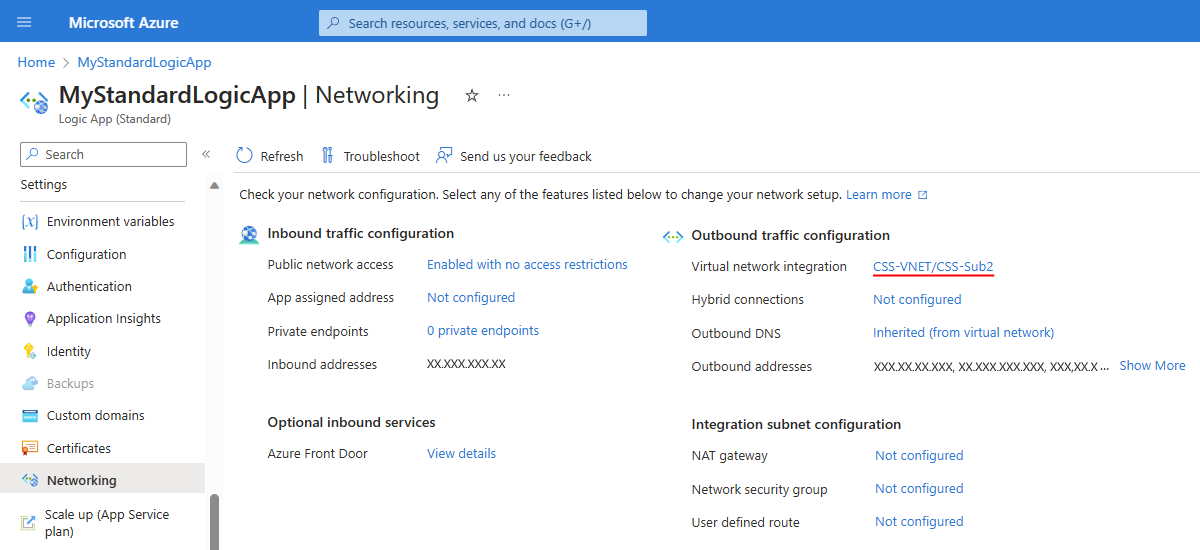 Microsoft Azure
Search resources, services, and docs (G+/)
Home > MyStandardLogicApp
MyStandardLogicApp | Networking ...
Logic App (Standard)
Search
Settings
Environment variables
Configuration
Authentication
Application Insights
Identity
Backups
Custom domains
Certificates
Networking
Scale up (App Service
plan)
Refresh
Troubleshoot
Send us your feedback
Check your network configuration. Select any of the features listed below to change your network setup. Learn more
Inbound traffic configuration
Public network access Enabled with no access restrictions
App assigned address Not configured
Private endpoints 0 private endpoints
Inbound addresses XX.XXX.XXX.XX
Optional inbound services
Azure Front Door View details
Outbound traffic configuration
Virtual network integration CSS-VNET/CSS-Sub2
Hybrid connections Not configured
Outbound DNS Inherited (from virtual network)
Outbound addresses XXX.XX.XX.XXX, XX.XXX.XXX.XXX, XXX,XX.X ... Show More
Integration subnet configuration
NAT gateway Not configured
Network security group Not configured
User defined route Not configured